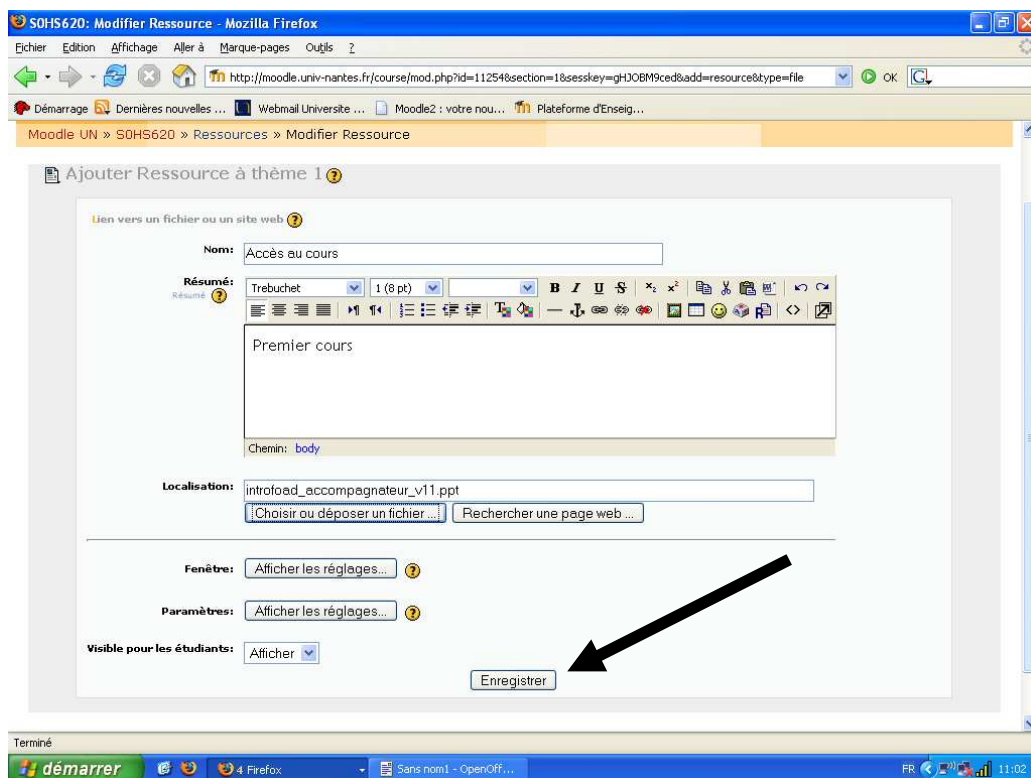 S0HS620: Modifier Ressource - Mozilla Firefox
Fichier Edition Affichage Aller à Marque-pages Outils ?
http://moodle.univ-nantes.fr/course/mod.php?id=11254&section=1&sesskey=gHJOBM9ced&add=resource&type=file OK G
Démarrage Dernières nouvelles ... Webmail Universite ... Moodle2 : votre nou... Plateforme d'Enseig...
Moodle UN » S0HS620 » Ressources » Modifier Ressource
Ajouter Ressource à thème 1 ?
Lien vers un fichier ou un site web ?
Nom: Accès au cours
Résumé: Trebuchet 1 (8 pt) B I U S x₂ x²
Résumé ?
Premier cours
Chemin: body
Localisation: introfoad_accompagnateur_v11.ppt
Choisir ou déposer un fichier ... Rechercher une page web ...
Fenêtre: Afficher les réglages... ?
Paramètres: Afficher les réglages... ?
Visible pour les étudiants: Afficher
Enregistrer
Terminé
démarrer 4 Firefox Sans nom1 - OpenOff... FR 11:02